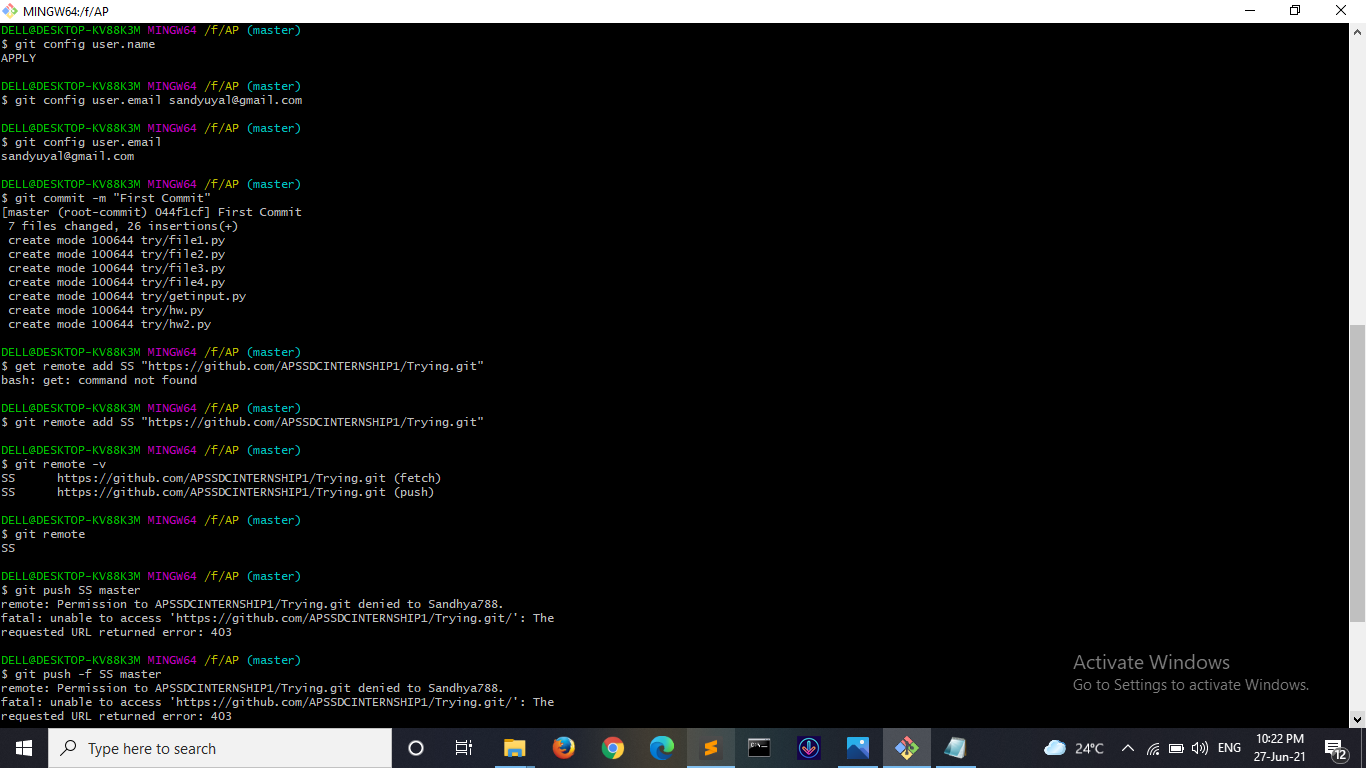 MINGW64:/f/AP
DELL@DESKTOP-KV88K3M MINGW64 /f/AP (master)
$ git config user.name
APPLY
DELL@DESKTOP-KV88K3M MINGW64 /f/AP (master)
$ git config user.email sandyuyal@gmail.com
DELL@DESKTOP-KV88K3M MINGW64 /f/AP (master)
$ git config user.email
sandyuyal@gmail.com
DELL@DESKTOP-KV88K3M MINGW64 /f/AP (master)
$ git commit -m "First Commit"
[master (root-commit) 044f1cf] First Commit
 7 files changed, 26 insertions(+)
 create mode 100644 try/file1.py
 create mode 100644 try/file2.py
 create mode 100644 try/file3.py
 create mode 100644 try/file4.py
 create mode 100644 try/getinput.py
 create mode 100644 try/hw.py
 create mode 100644 try/hw2.py
DELL@DESKTOP-KV88K3M MINGW64 /f/AP (master)
$ get remote add SS "https://github.com/APSSDCINTERNSHIP1/Trying.git"
bash: get: command not found
DELL@DESKTOP-KV88K3M MINGW64 /f/AP (master)
$ git remote add SS "https://github.com/APSSDCINTERNSHIP1/Trying.git"
DELL@DESKTOP-KV88K3M MINGW64 /f/AP (master)
$ git remote -v
SS      https://github.com/APSSDCINTERNSHIP1/Trying.git (fetch)
SS      https://github.com/APSSDCINTERNSHIP1/Trying.git (push)
DELL@DESKTOP-KV88K3M MINGW64 /f/AP (master)
$ git remote
SS
DELL@DESKTOP-KV88K3M MINGW64 /f/AP (master)
$ git push SS master
remote: Permission to APSSDCINTERNSHIP1/Trying.git denied to Sandhya788.
fatal: unable to access 'https://github.com/APSSDCINTERNSHIP1/Trying.git/': The
requested URL returned error: 403
DELL@DESKTOP-KV88K3M MINGW64 /f/AP (master)
$ git push -f SS master
remote: Permission to APSSDCINTERNSHIP1/Trying.git denied to Sandhya788.
fatal: unable to access 'https://github.com/APSSDCINTERNSHIP1/Trying.git/': The
requested URL returned error: 403
Activate Windows
Go to Settings to activate Windows.
Type here to search
24°C
ENG
10:22 PM
27-Jun-21
12